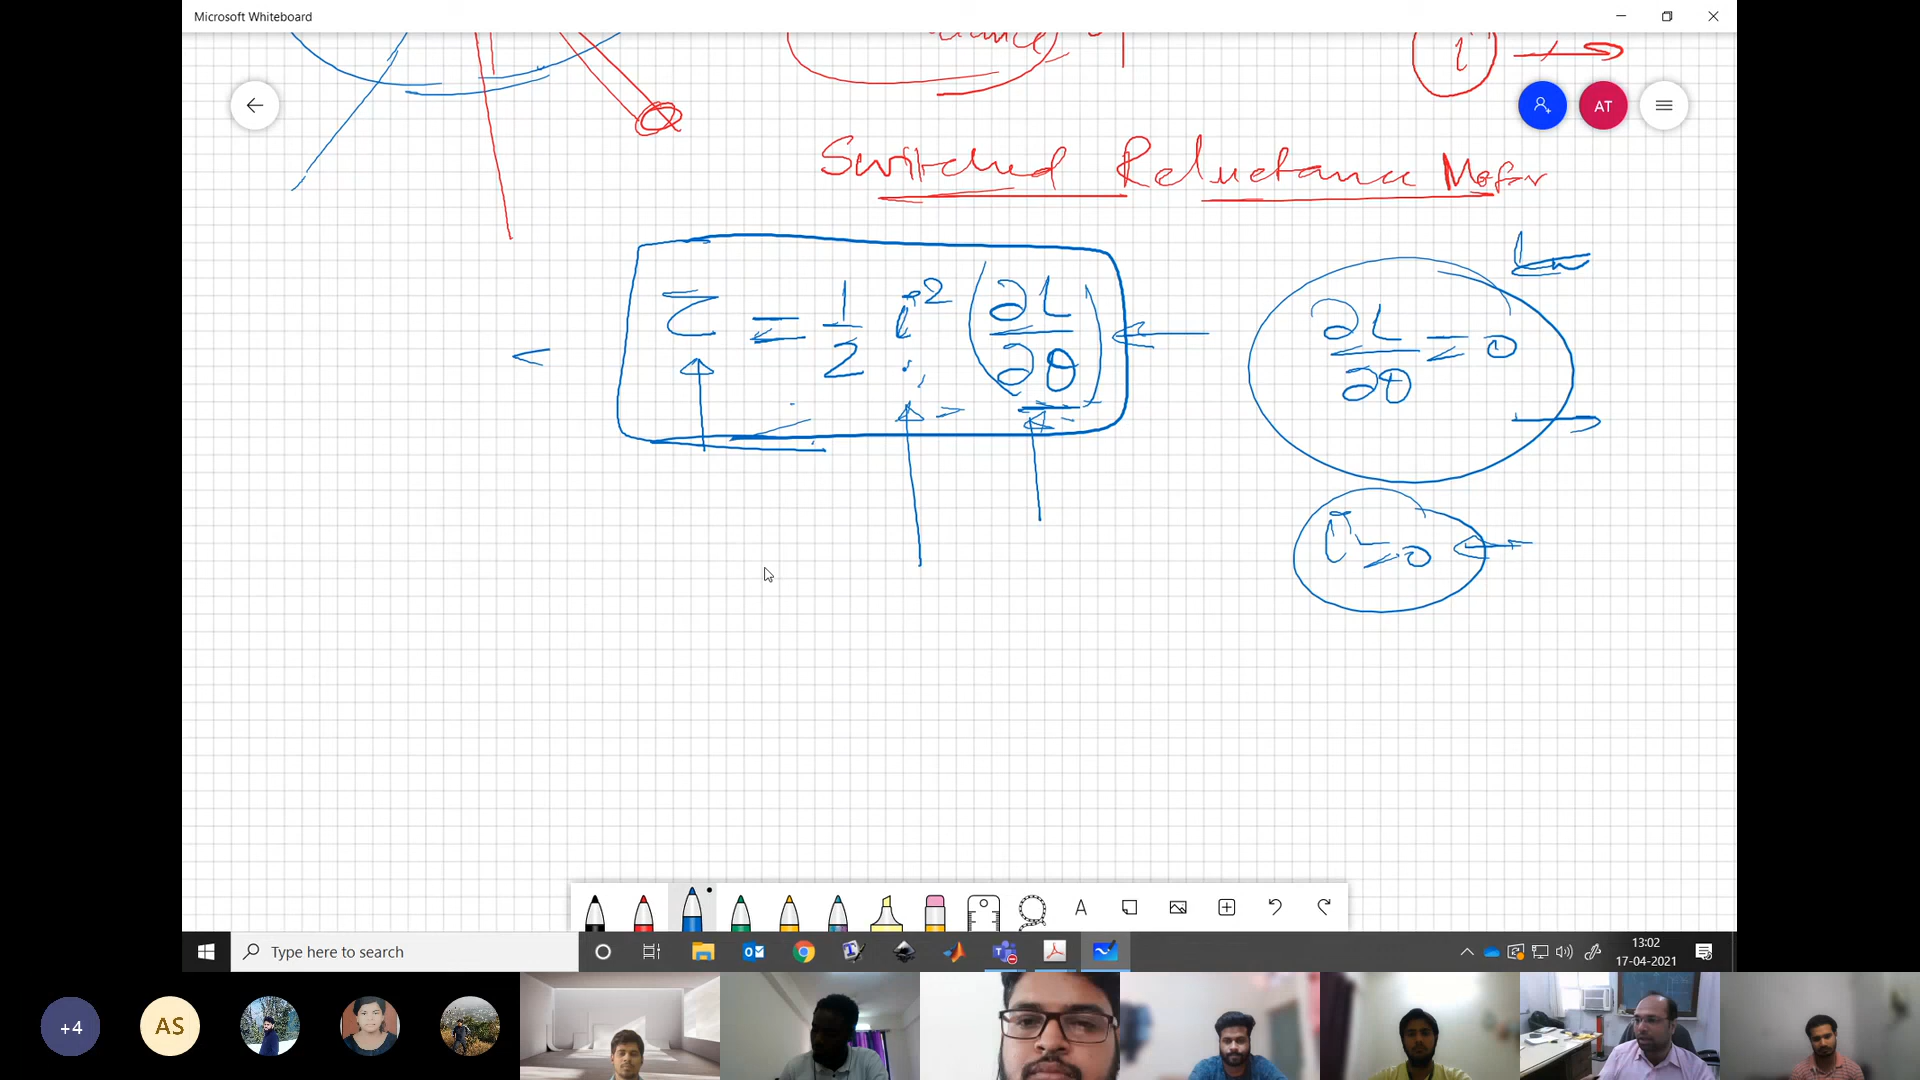 Microsoft Whiteboard
i
AT
Switched Reluctance Motor
L
τ = 1/2 i² (∂L/∂θ)
∂L/∂θ = 0
i = 0
A
Type here to search
13:02
17-04-2021
+4
AS